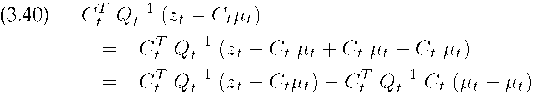 (3.40) C_t^T Q_t^1 (z_t − C_t μ_t)
= C_t^T Q_t^1 (z_t − C_t μ_t + C_t μ_t − C_t μ_t)
= C_t^T Q_t^1 (z_t − C_t μ_t) − C_t^T Q_t^1 C_t (μ_t − μ_t)